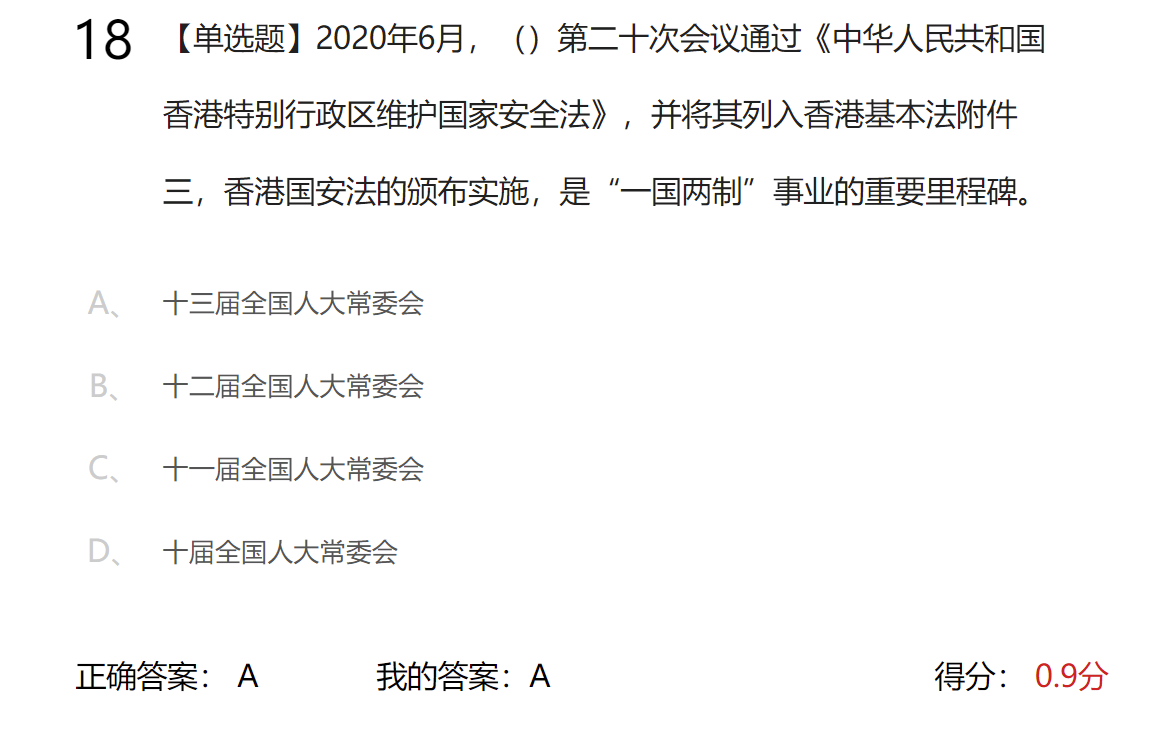 18 【单选题】2020年6月，（）第二十次会议通过《中华人民共和国
香港特别行政区维护国家安全法》，并将其列入香港基本法附件
三，香港国安法的颁布实施，是“一国两制”事业的重要里程碑。
A、 十三届全国人大常委会
B、 十二届全国人大常委会
C、 十一届全国人大常委会
D、 十届全国人大常委会
正确答案： A 我的答案：A 得分： 0.9分